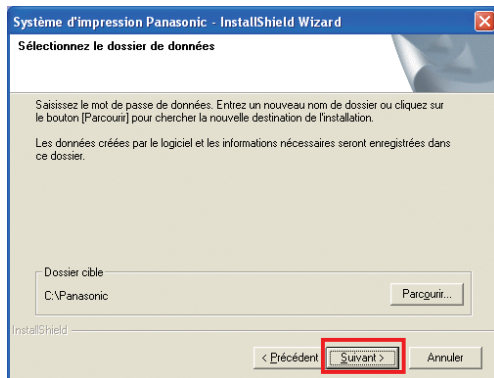 Système d'impression Panasonic - InstallShield Wizard
Sélectionnez le dossier de données
Saisissez le mot de passe de données. Entrez un nouveau nom de dossier ou cliquez sur
le bouton [Parcourir] pour chercher la nouvelle destination de l'installation.
Les données créées par le logiciel et les informations nécessaires seront enregistrées dans
ce dossier.
Dossier cible
C:\Panasonic
Parcourir...
InstallShield
< Précédent
Suivant >
Annuler